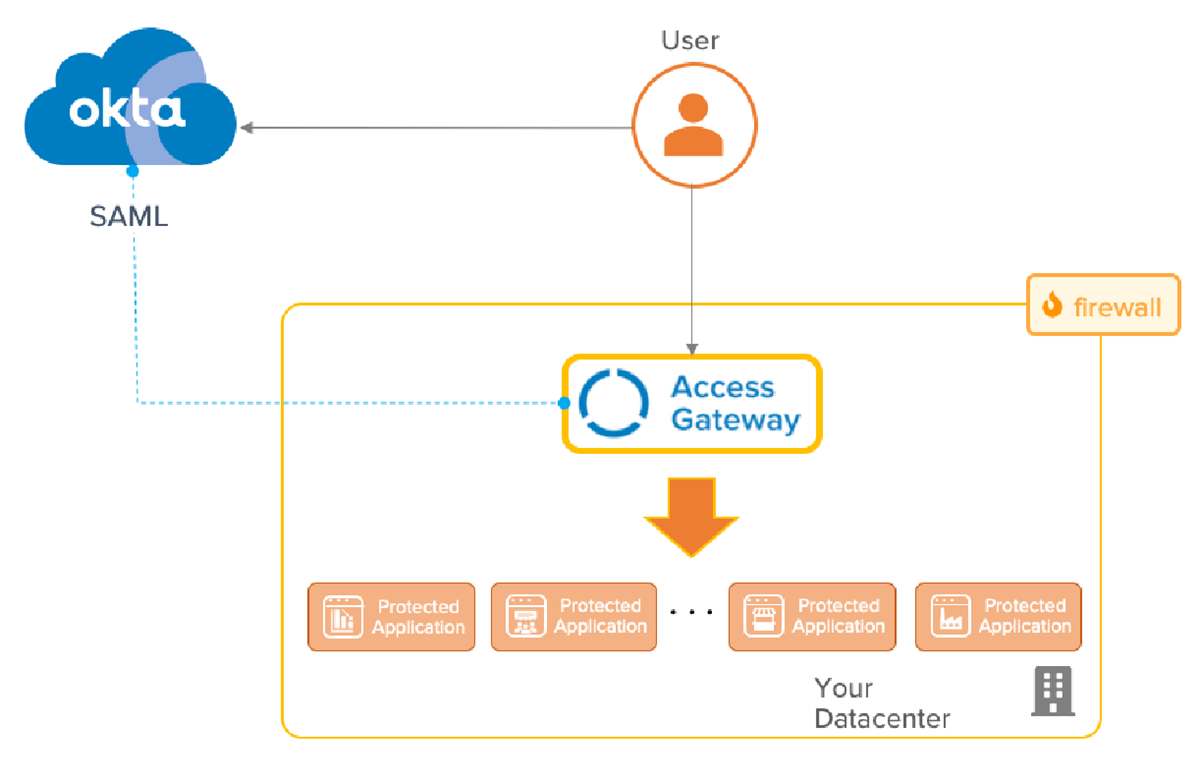 User
okta
SAML
firewall
Access
Gateway
Protected
Application
Protected
Application
. . .
Protected
Application
Protected
Application
Your
Datacenter